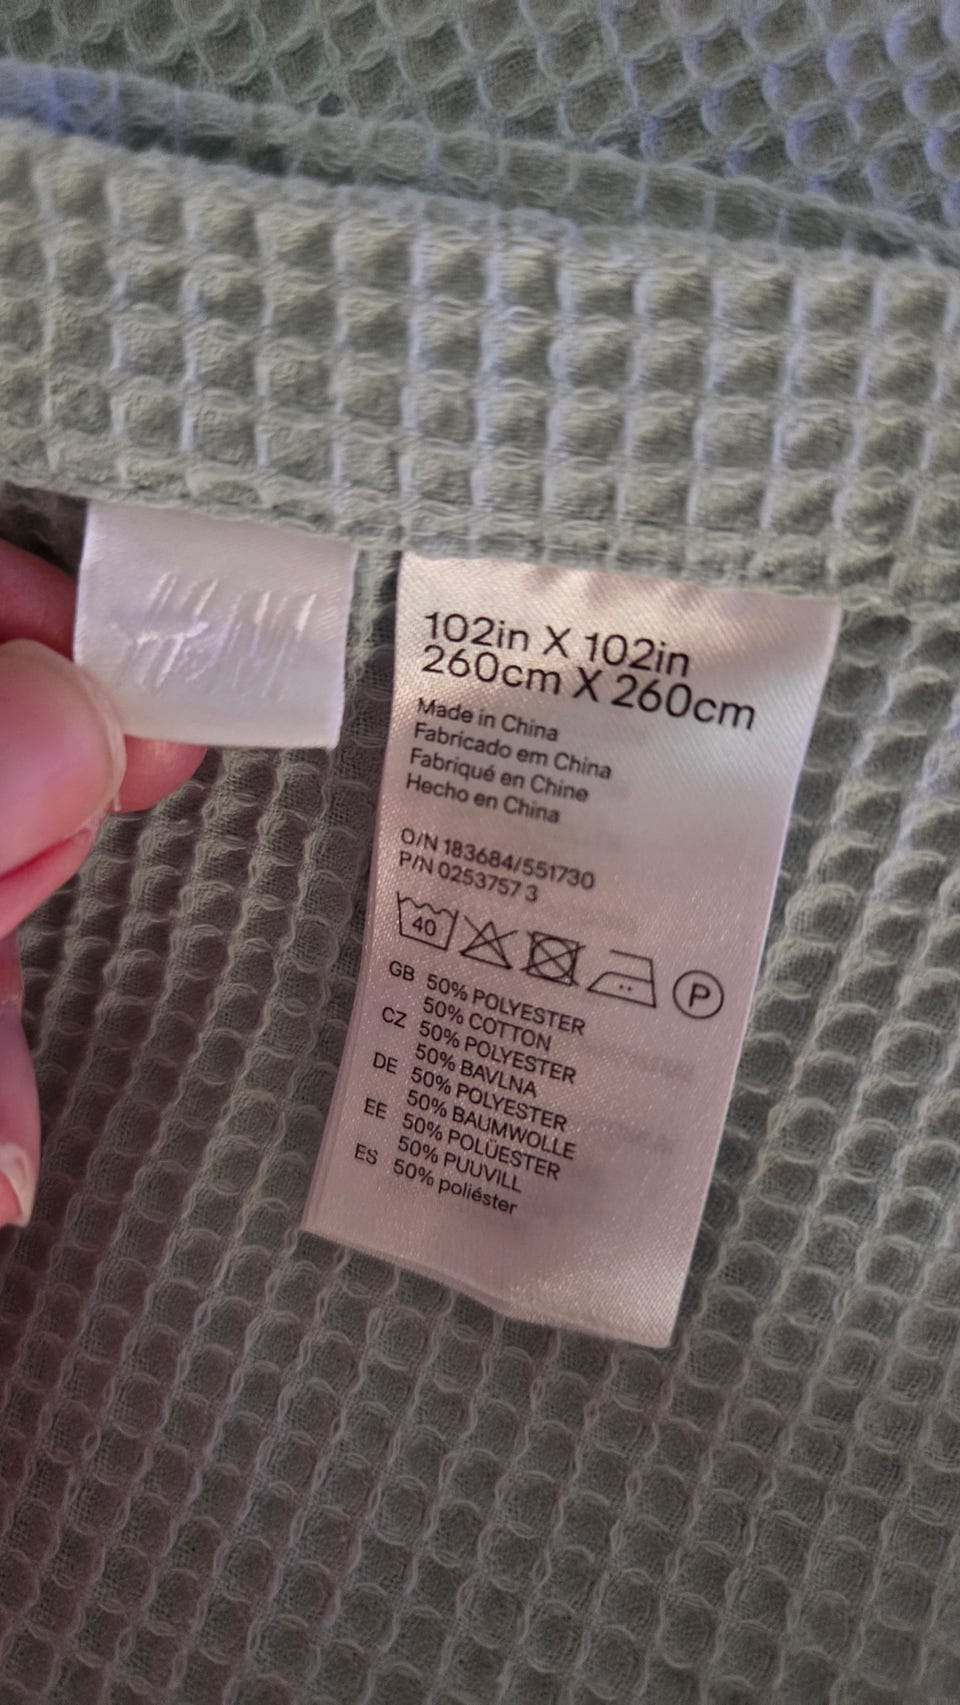 102in X 102in
260cm X 260cm
Made in China
Fabricado em China
Fabriqué en Chine
Hecho en China
O/N 183684/551730
P/N 0253757 3
40
P
GB 50% POLYESTER
50% COTTON
CZ 50% POLYESTER
50% BAVLNA
DE 50% POLYESTER
50% BAUMWOLLE
EE 50% POLÜESTER
50% PUUVILL
ES 50% poliéster